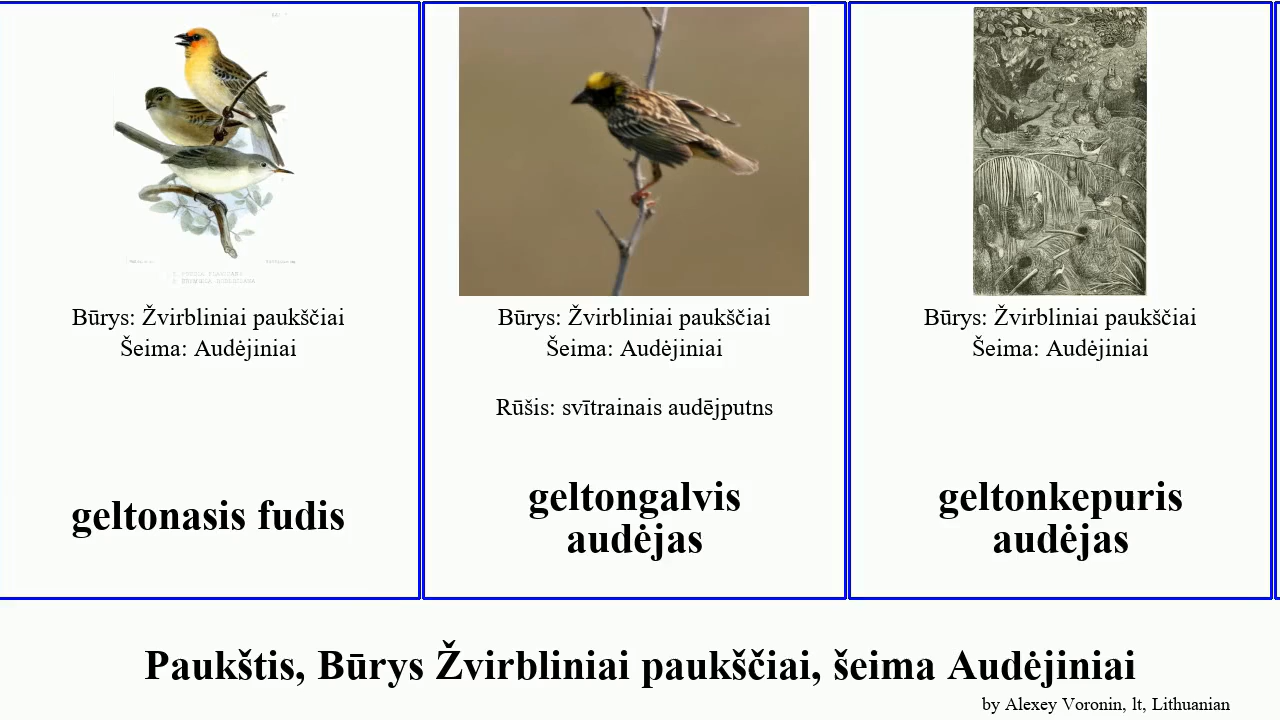 Būrys: Žvirbliniai paukščiai
Šeima: Audėjiniai
geltonasis fudis
Būrys: Žvirbliniai paukščiai
Šeima: Audėjiniai
Rūšis: svītrainais audējputns
geltongalvis
audėjas
Būrys: Žvirbliniai paukščiai
Šeima: Audėjiniai
geltonkepuris
audėjas
Paukštis, Būrys Žvirbliniai paukščiai, šeima Audėjiniai
by Alexey Voronin, lt, Lithuanian